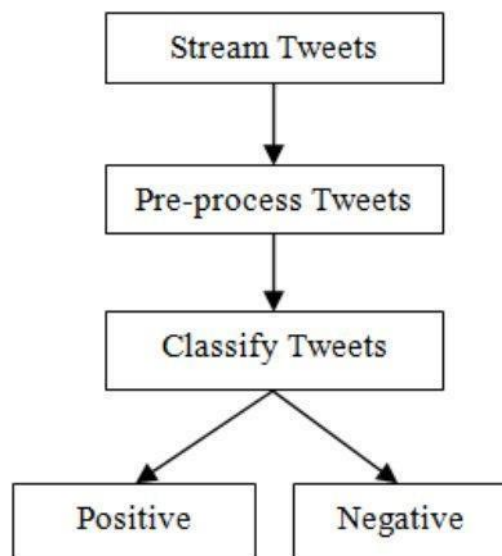 Stream Tweets
Pre-process Tweets
Classify Tweets
Positive
Negative